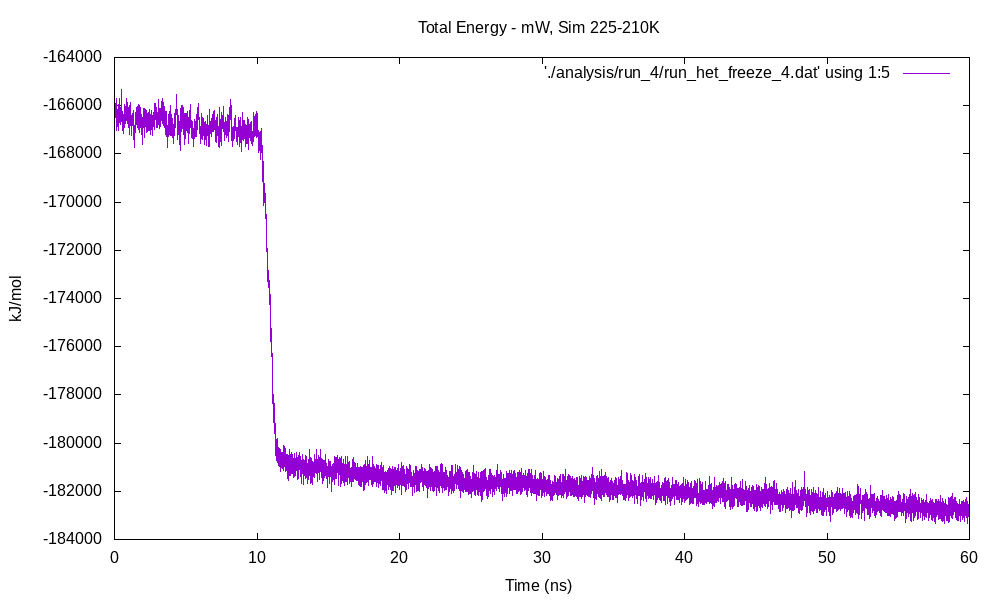 Total Energy - mW, Sim 225-210K
'./analysis/run_4/run_het_freeze_4.dat' using 1:5
kJ/mol
-164000
-166000
-168000
-170000
-172000
-174000
-176000
-178000
-180000
-182000
-184000
0 10 20 30 40 50 60
Time (ns)